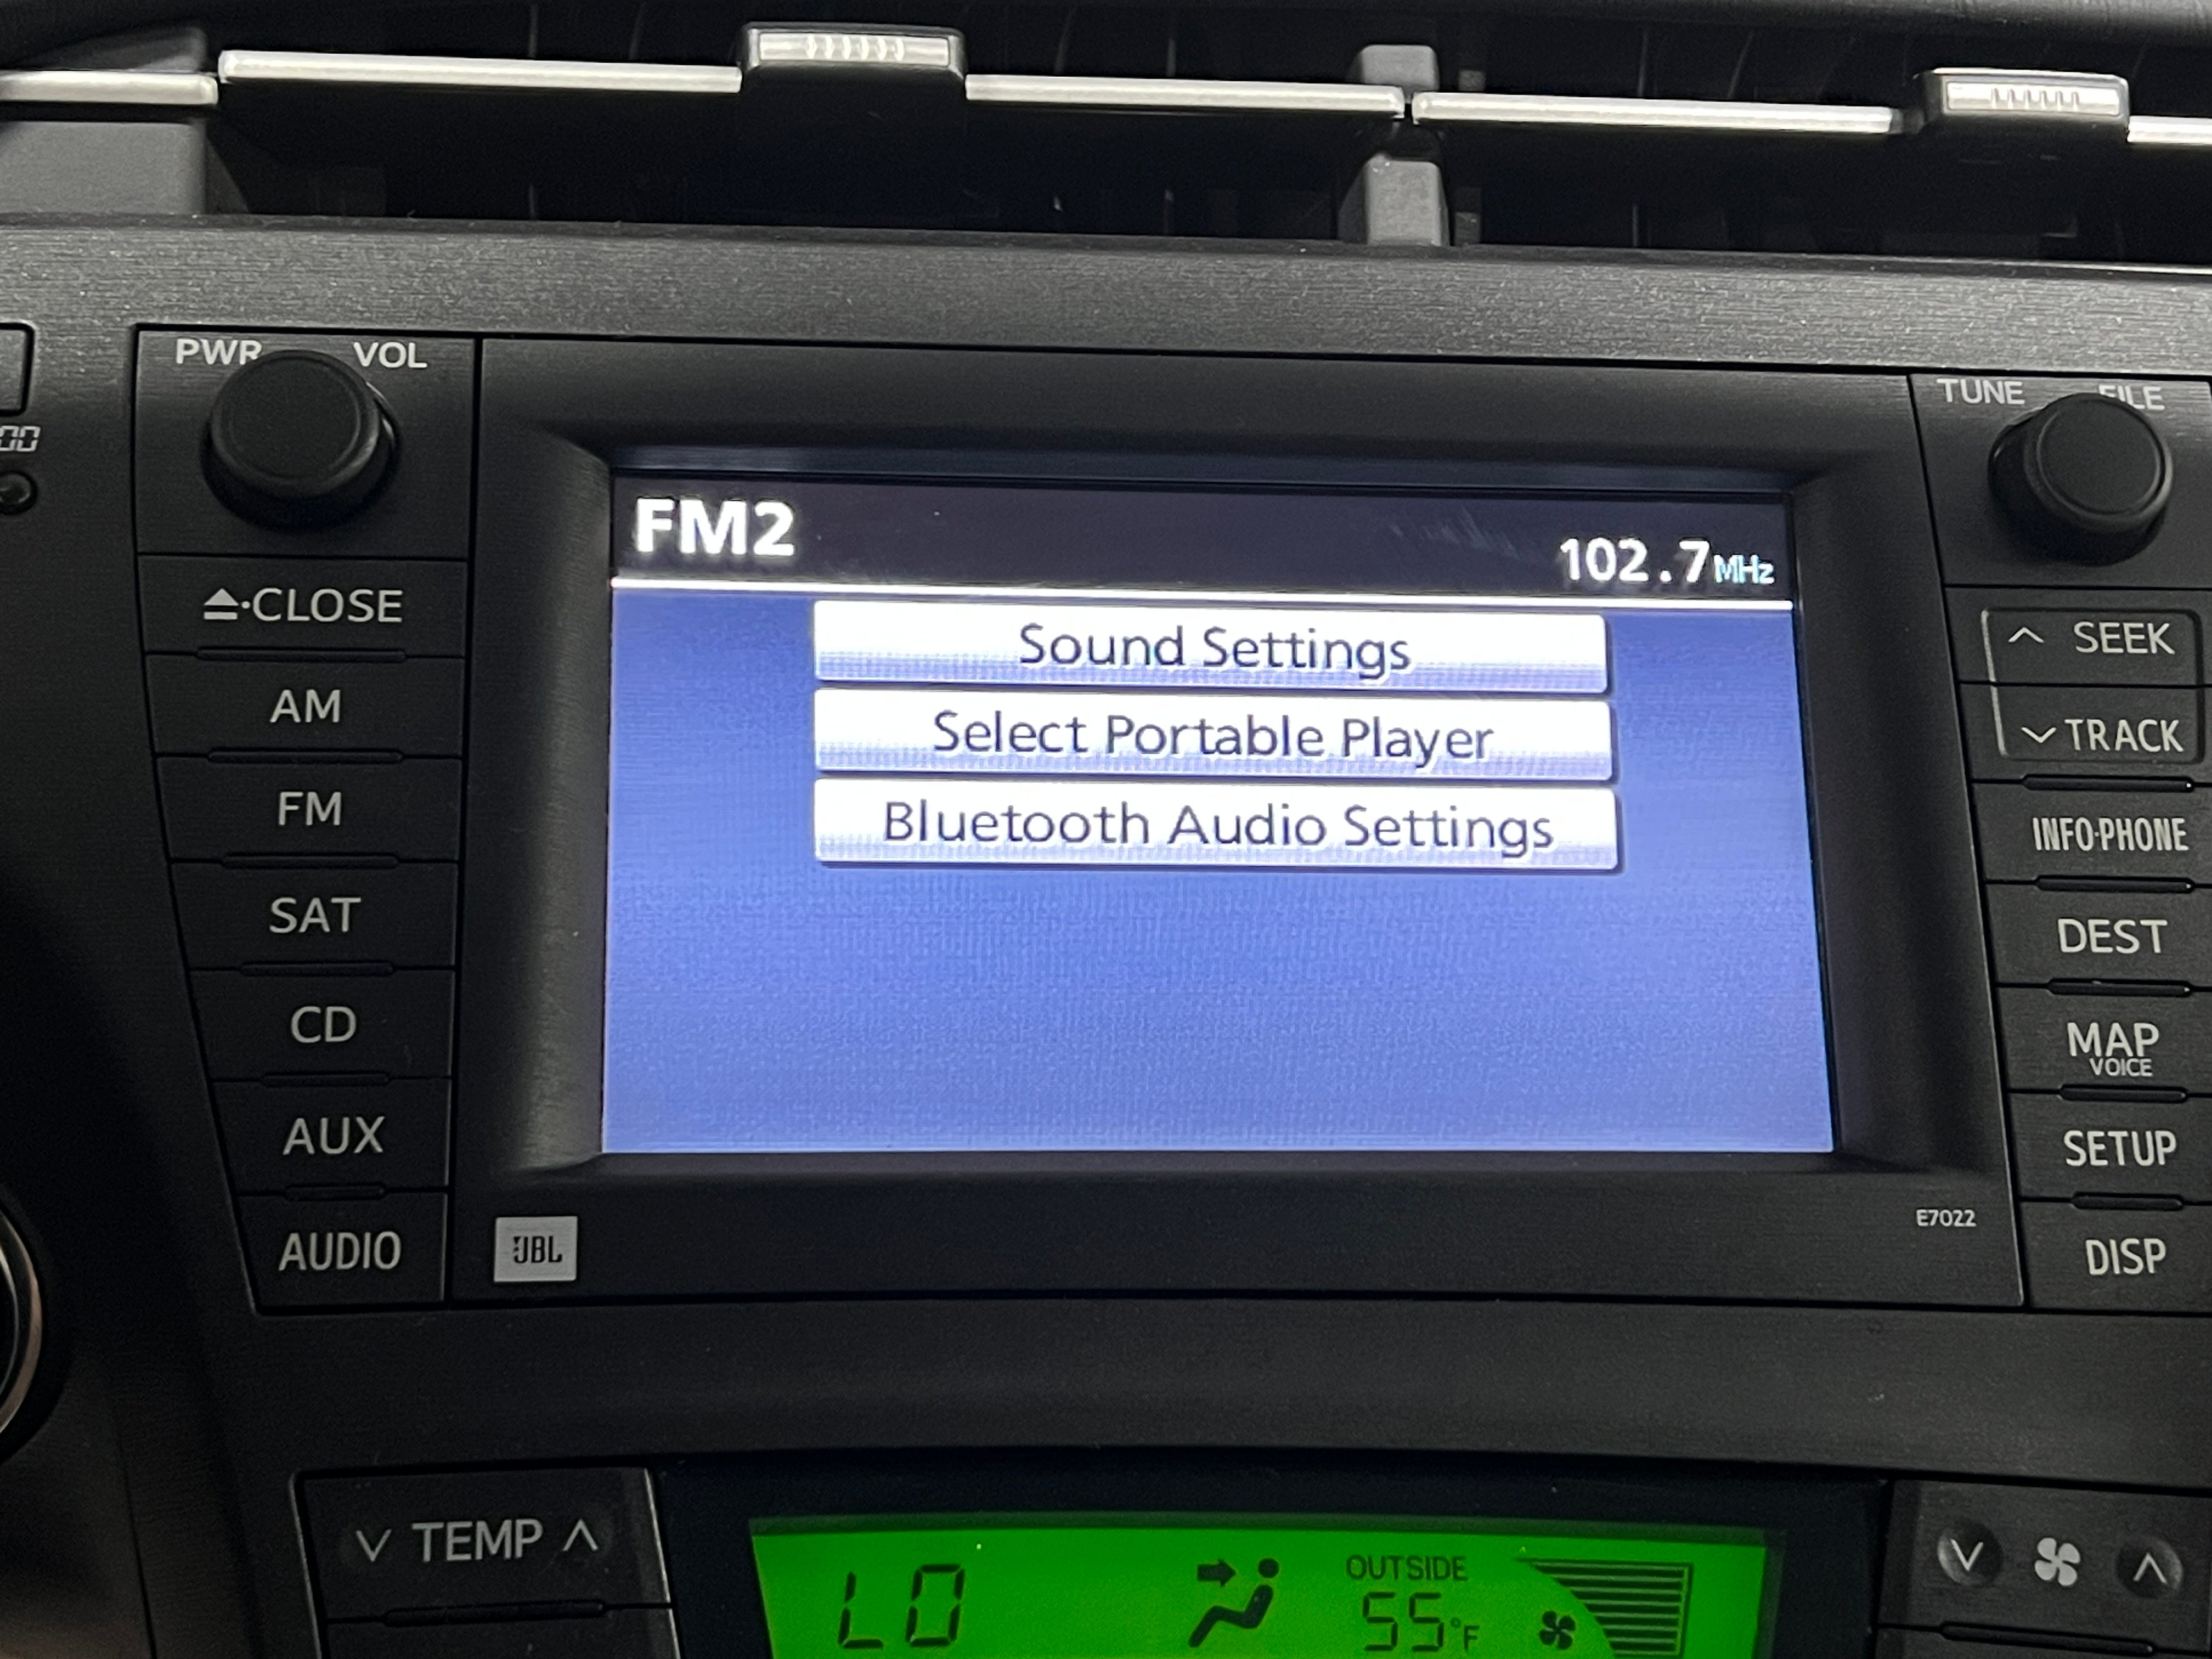 PWR VOL
TUNE FILE
00
FM2
102.7MHz
Sound Settings
Select Portable Player
Bluetooth Audio Settings
CLOSE
AM
FM
SAT
CD
AUX
AUDIO
SEEK
TRACK
INFO·PHONE
DEST
MAP
VOICE
SETUP
DISP
JBL
E7022
TEMP
LO
OUTSIDE
55°F